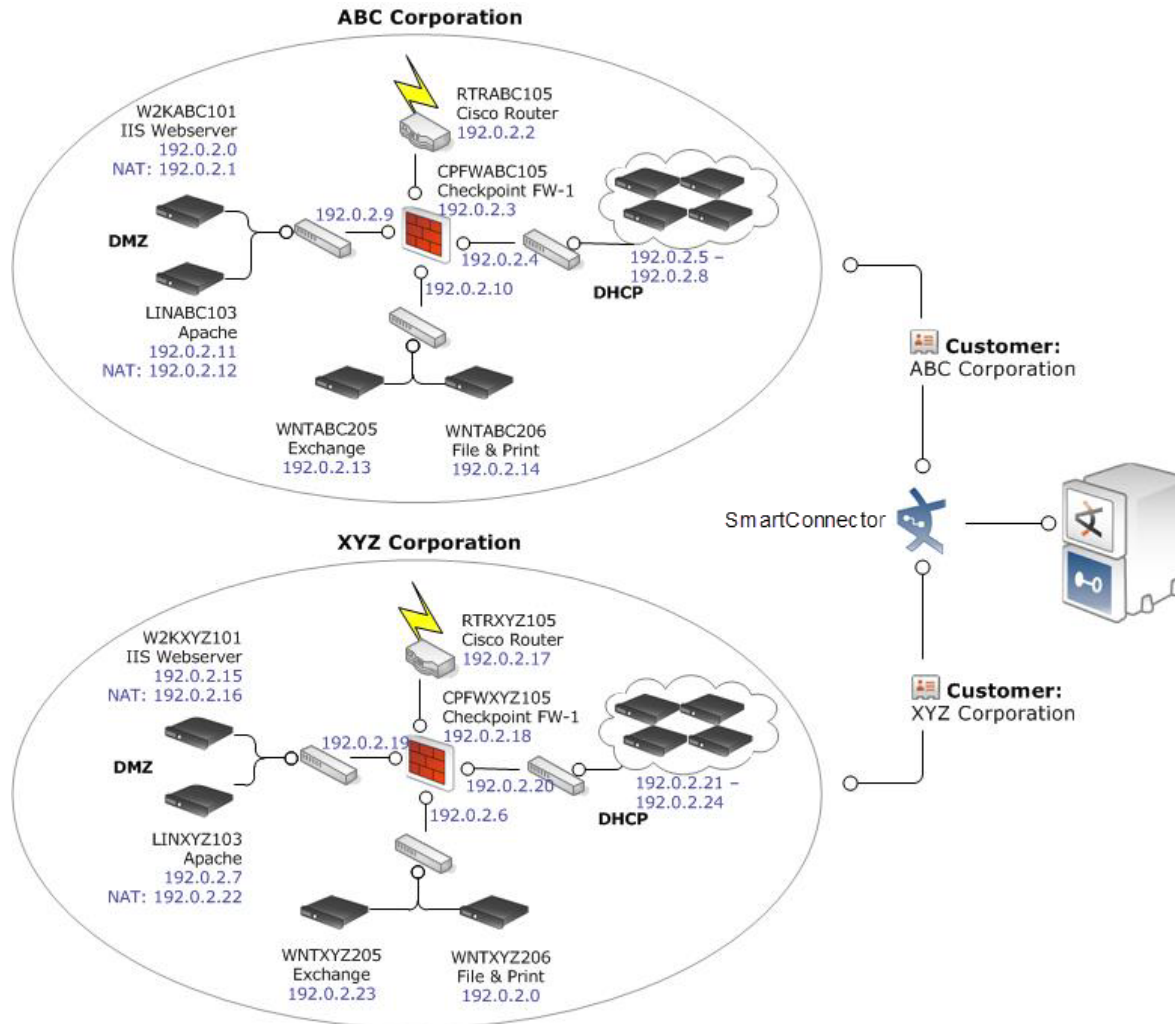 ABC Corporation
W2KABC101
IIS Webserver
192.0.2.0
NAT: 192.0.2.1
RTRABC105
Cisco Router
192.0.2.2
CPFWABC105
Checkpoint FW-1
192.0.2.3
192.0.2.9
DMZ
192.0.2.4
192.0.2.5 –
192.0.2.8
DHCP
192.0.2.10
LINABC103
Apache
192.0.2.11
NAT: 192.0.2.12
WNTABC205
Exchange
192.0.2.13
WNTABC206
File & Print
192.0.2.14
Customer:
ABC Corporation
SmartConnector
XYZ Corporation
W2KXYZ101
IIS Webserver
192.0.2.15
NAT: 192.0.2.16
RTRXYZ105
Cisco Router
192.0.2.17
CPFWXYZ105
Checkpoint FW-1
192.0.2.18
192.0.2.19
DMZ
192.0.2.20
192.0.2.21 –
192.0.2.24
DHCP
192.0.2.6
LINXYZ103
Apache
192.0.2.7
NAT: 192.0.2.22
WNTXYZ205
Exchange
192.0.2.23
WNTXYZ206
File & Print
192.0.2.0
Customer:
XYZ Corporation